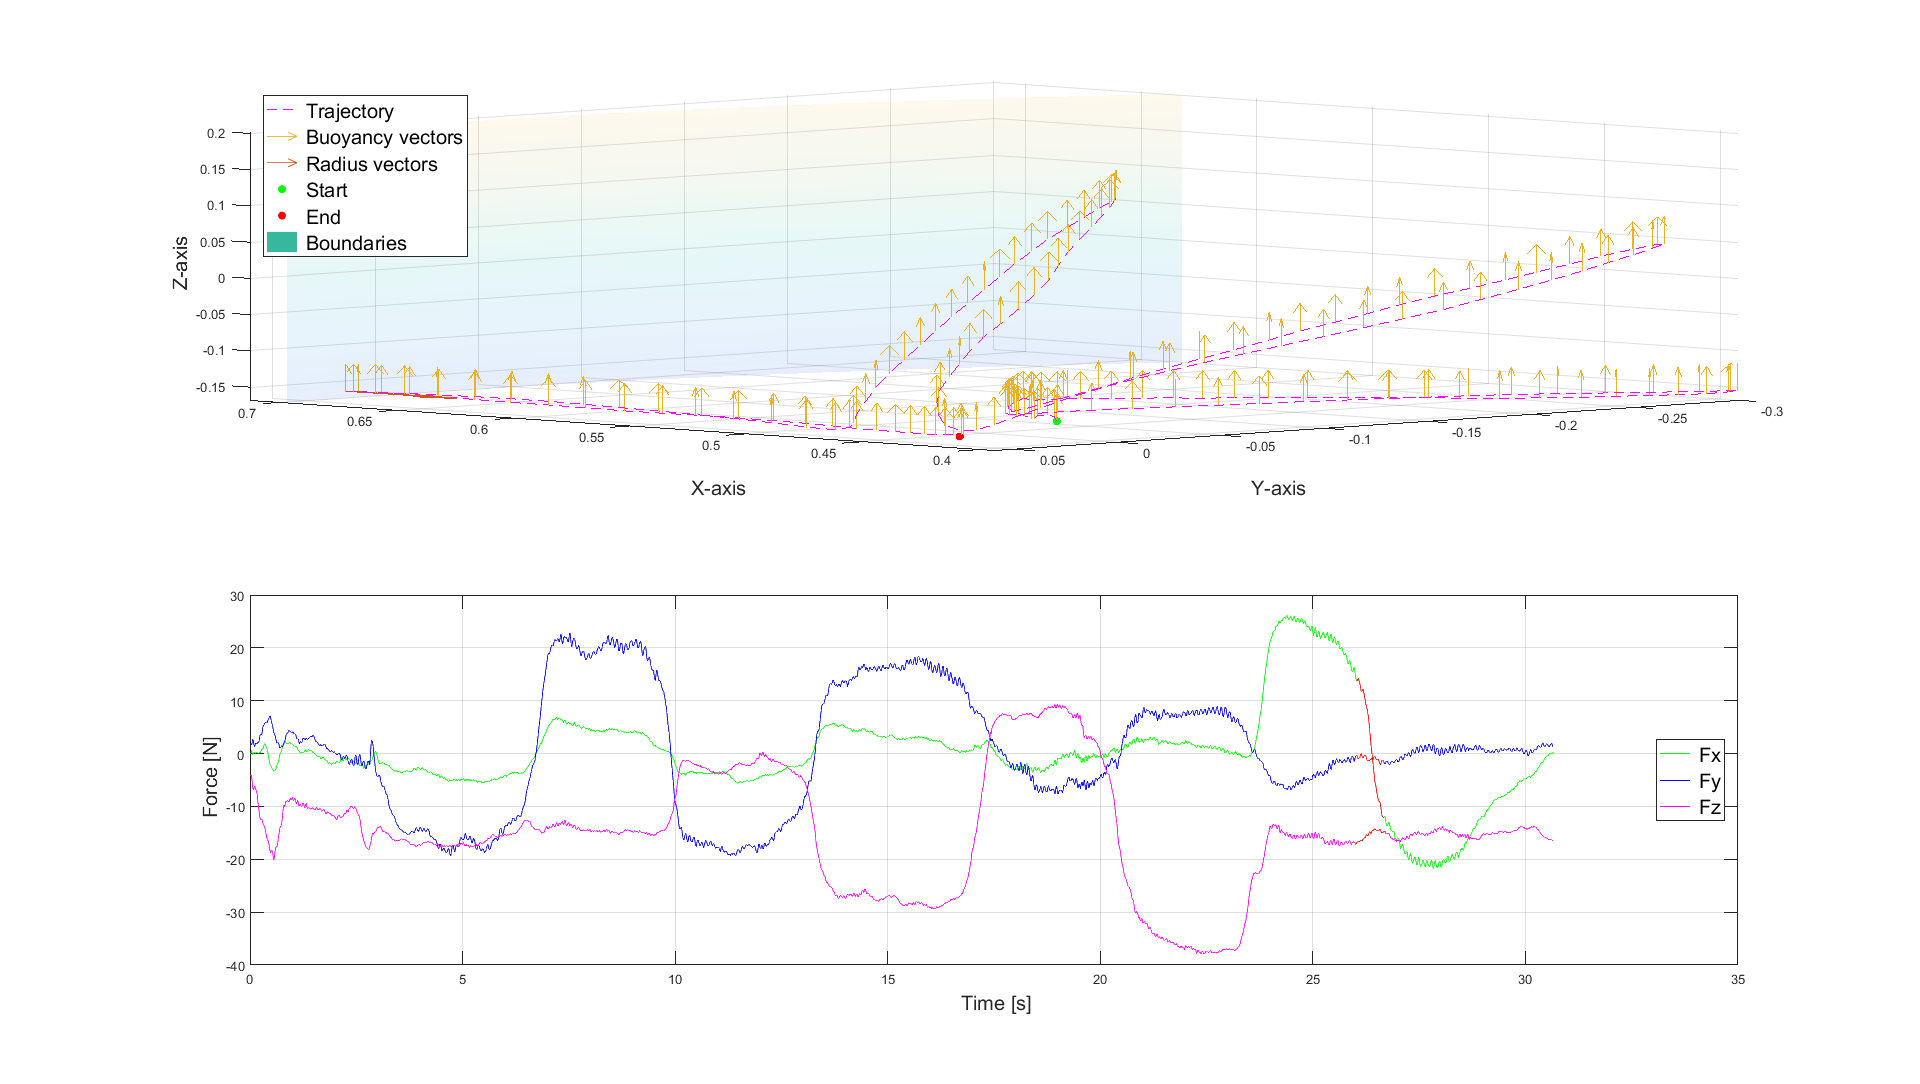 Trajectory
Buoyancy vectors
Radius vectors
Start
End
Boundaries
Z-axis
0.2
0.15
0.1
0.05
0
-0.05
-0.1
-0.15
0.7
0.65
0.6
0.55
0.5
0.45
0.4
X-axis
0.05
0
-0.05
-0.1
-0.15
-0.2
-0.25
-0.3
Y-axis
Force [N]
30
20
10
0
-10
-20
-30
-40
0
5
10
15
20
25
30
35
Time [s]
Fx
Fy
Fz